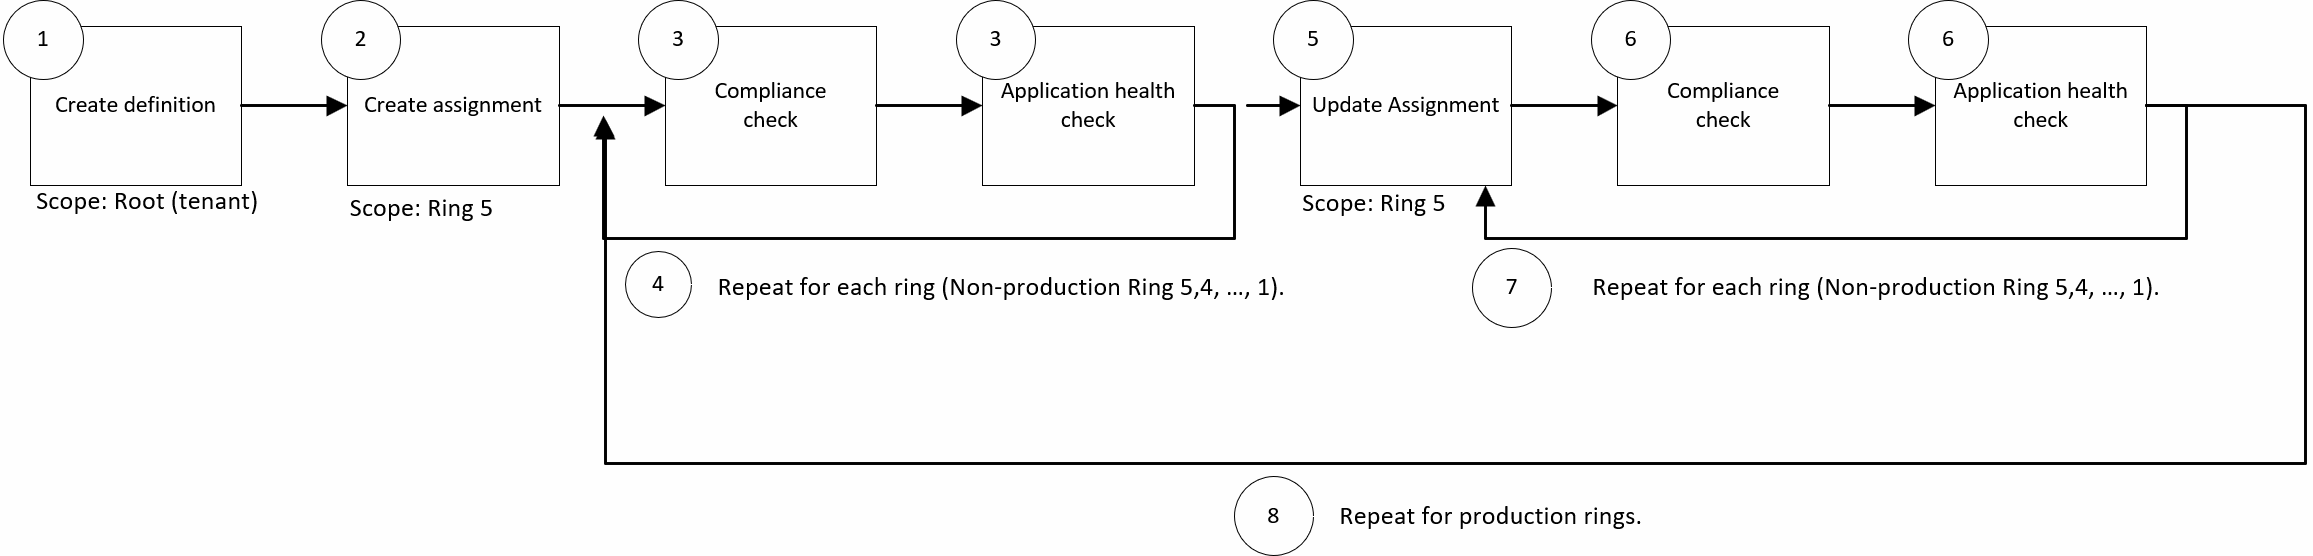 1
Create definition
Scope: Root (tenant)
2
Create assignment
Scope: Ring 5
3
Compliance
check
3
Application health
check
4
Repeat for each ring (Non-production Ring 5,4, ..., 1).
5
Update Assignment
Scope: Ring 5
6
Compliance
check
6
Application health
check
7
Repeat for each ring (Non-production Ring 5,4, ..., 1).
8
Repeat for production rings.